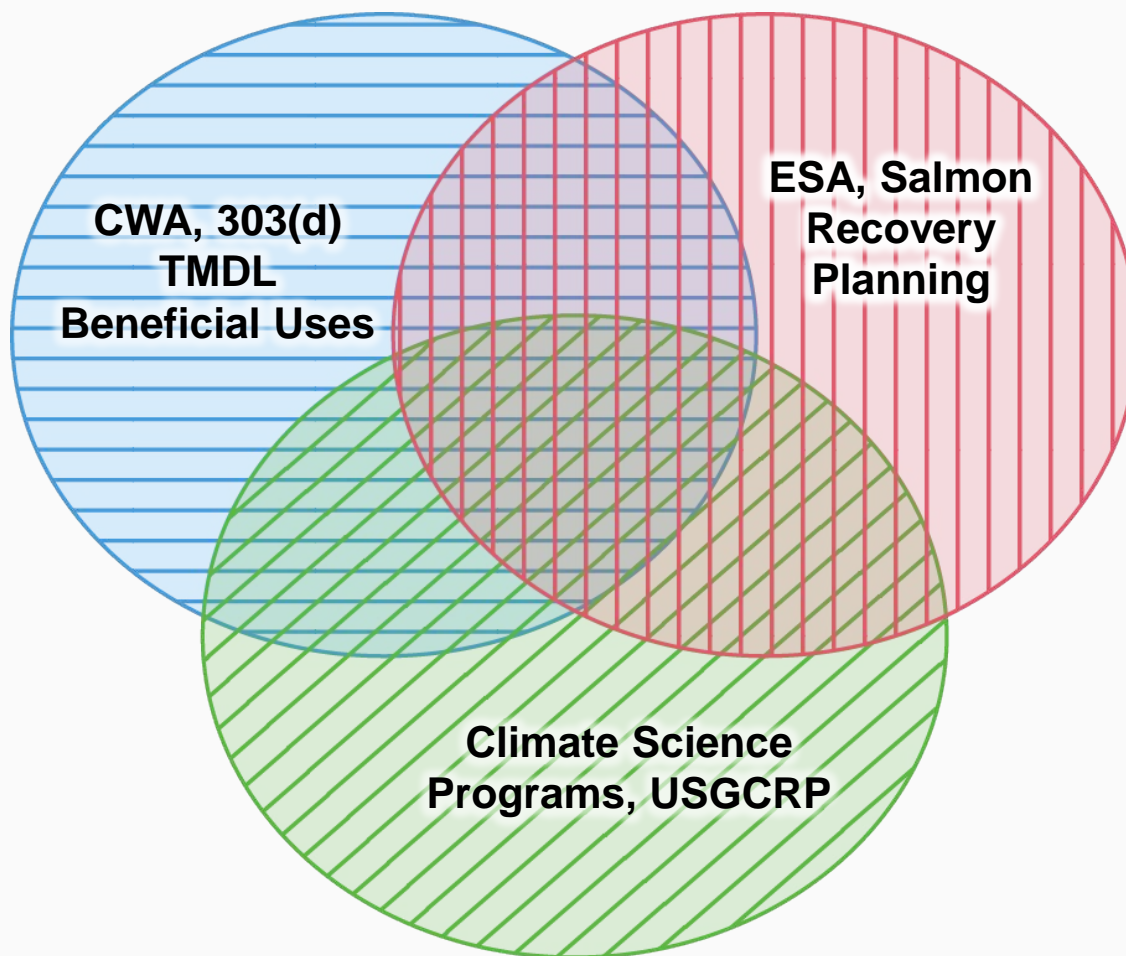 CWA, 303(d)
TMDL
Beneficial Uses
ESA, Salmon
Recovery
Planning
Climate Science
Programs, USGCRP